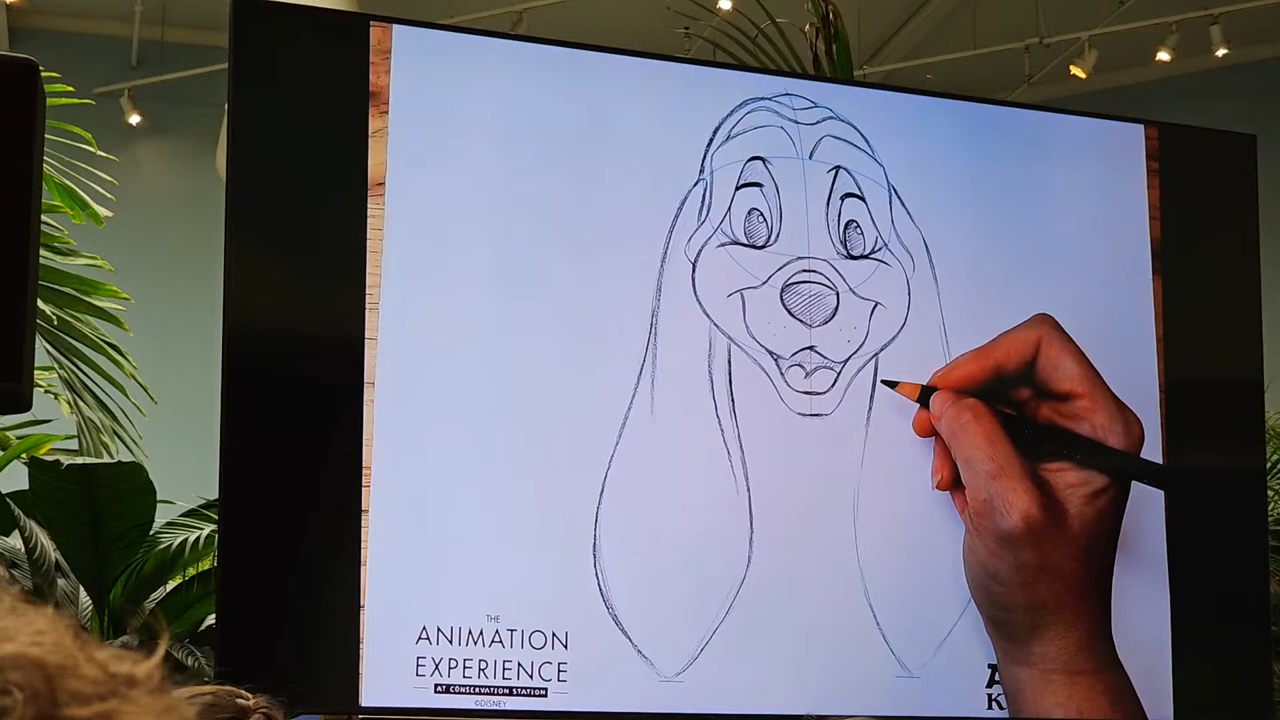 THE
ANIMATION
EXPERIENCE
AT CONSERVATION STATION
©DISNEY
K